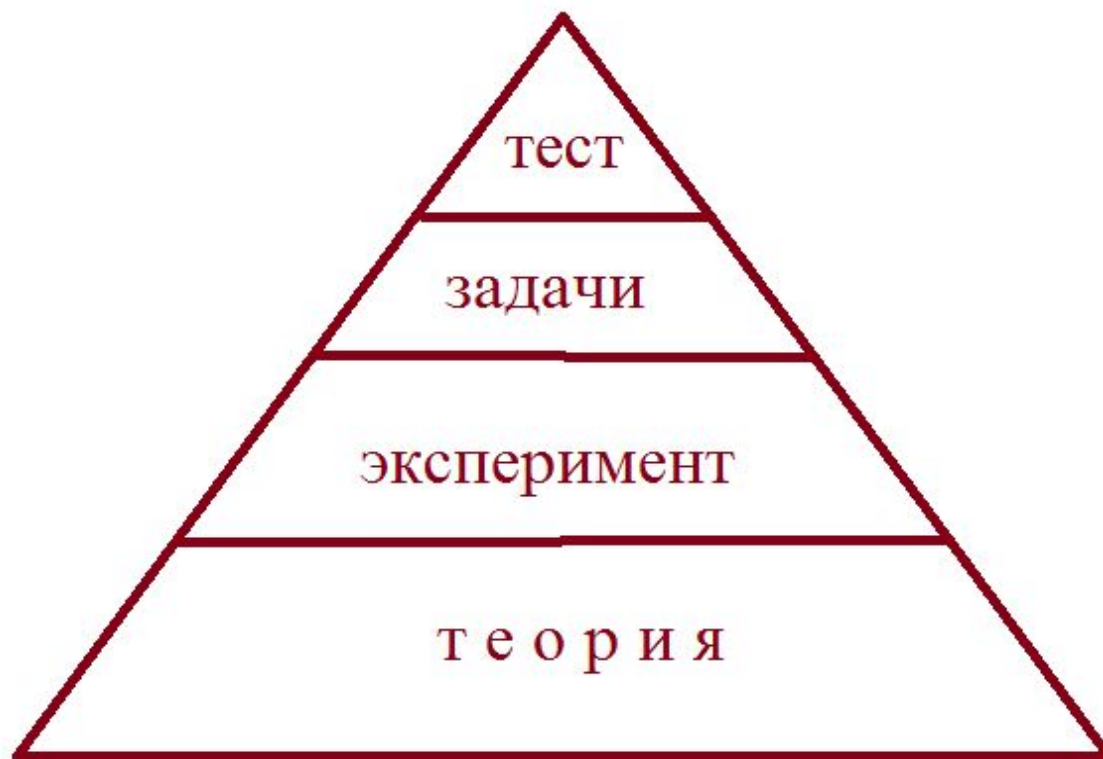 тест
задачи
эксперимент
т е о р и я